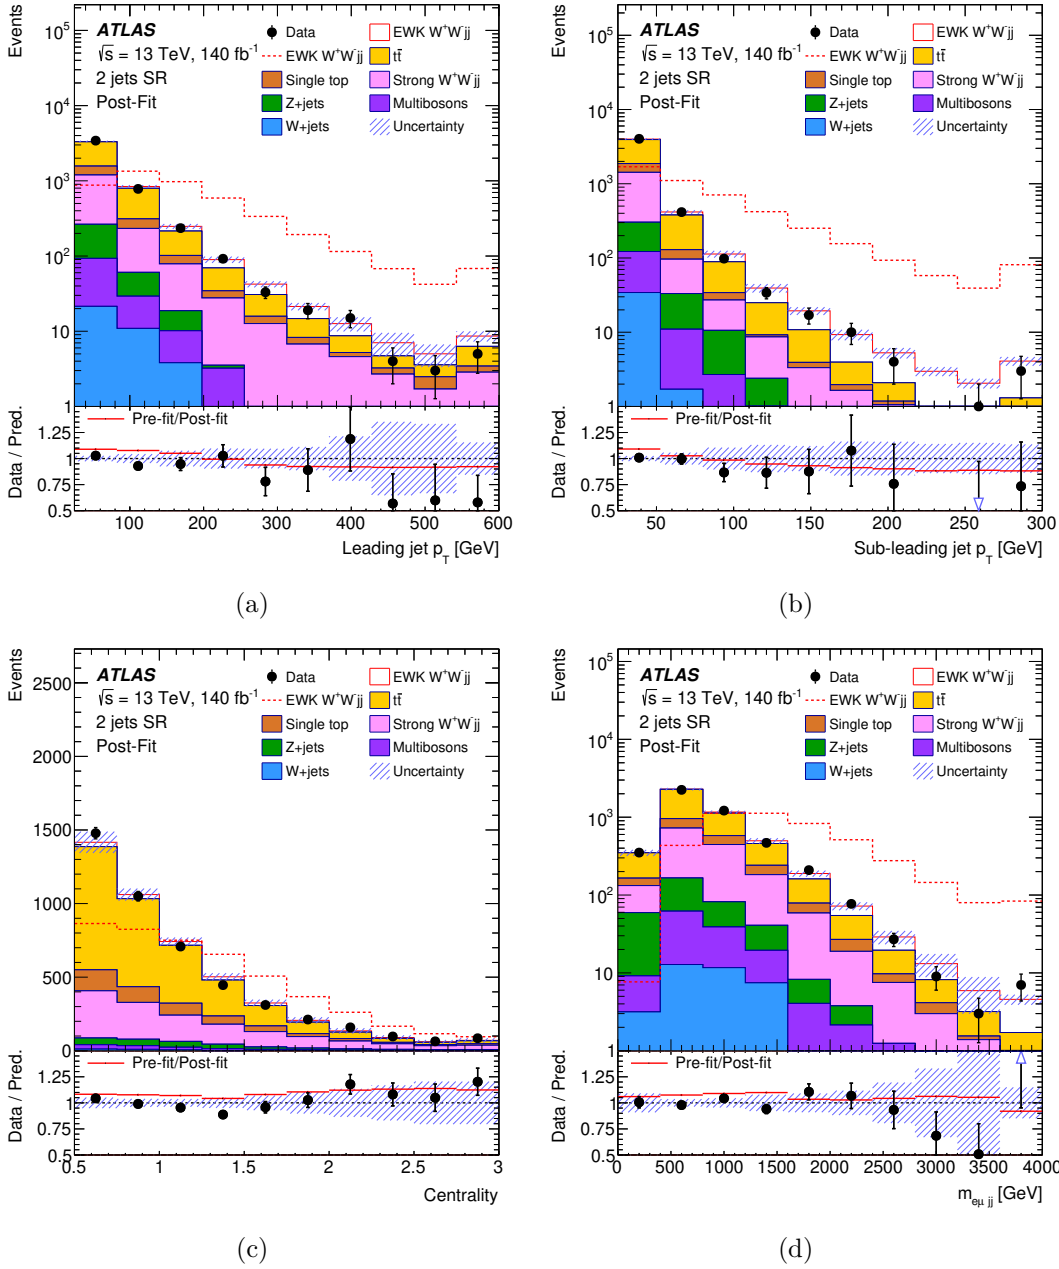 ATLAS
√s = 13 TeV, 140 fb⁻¹
2 jets SR
Post-Fit
Data
EWK W⁺W⁻jj
EWK W⁺W⁻jj
tt̄
Single top
Strong W⁺W⁻jj
Z+jets
Multibosons
W+jets
Uncertainty
Events
10⁵
10⁴
10³
10²
10
1
Pre-fit/Post-fit
Data / Pred.
1.25
1
0.75
0.5
100 200 300 400 500 600
Leading jet p_T [GeV]
(a)
ATLAS
√s = 13 TeV, 140 fb⁻¹
2 jets SR
Post-Fit
Data
EWK W⁺W⁻jj
EWK W⁺W⁻jj
tt̄
Single top
Strong W⁺W⁻jj
Z+jets
Multibosons
W+jets
Uncertainty
Events
10⁵
10⁴
10³
10²
10
1
Pre-fit/Post-fit
Data / Pred.
1.25
1
0.75
0.5
50 100 150 200 250 300
Sub-leading jet p_T [GeV]
(b)
ATLAS
√s = 13 TeV, 140 fb⁻¹
2 jets SR
Post-Fit
Data
EWK W⁺W⁻jj
EWK W⁺W⁻jj
tt̄
Single top
Strong W⁺W⁻jj
Z+jets
Multibosons
W+jets
Uncertainty
Events
2500
2000
1500
1000
500
0
Pre-fit/Post-fit
Data / Pred.
1.25
1
0.75
0.5
0.5 1 1.5 2 2.5 3
Centrality
(c)
ATLAS
√s = 13 TeV, 140 fb⁻¹
2 jets SR
Post-Fit
Data
EWK W⁺W⁻jj
EWK W⁺W⁻jj
tt̄
Single top
Strong W⁺W⁻jj
Z+jets
Multibosons
W+jets
Uncertainty
Events
10⁵
10⁴
10³
10²
10
1
Pre-fit/Post-fit
Data / Pred.
1.25
1
0.75
0.5
0 500 1000 1500 2000 2500 3000 3500 4000
m_eμ jj [GeV]
(d)